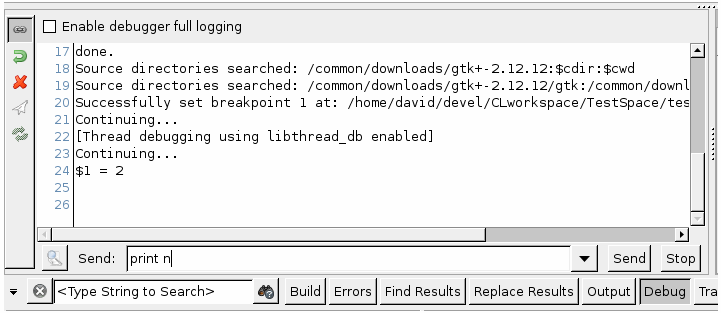 Enable debugger full logging
17 done.
18 Source directories searched: /common/downloads/gtk+-2.12.12:$cdir:$cwd
19 Source directories searched: /common/downloads/gtk+-2.12.12/gtk:/common/downl
20 Successfully set breakpoint 1 at: /home/david/devel/CLworkspace/TestSpace/tes
21 Continuing...
22 [Thread debugging using libthread_db enabled]
23 Continuing...
24 $1 = 2
25
26
Send: print n Send Stop
<Type String to Search> Build Errors Find Results Replace Results Output Debug Tra